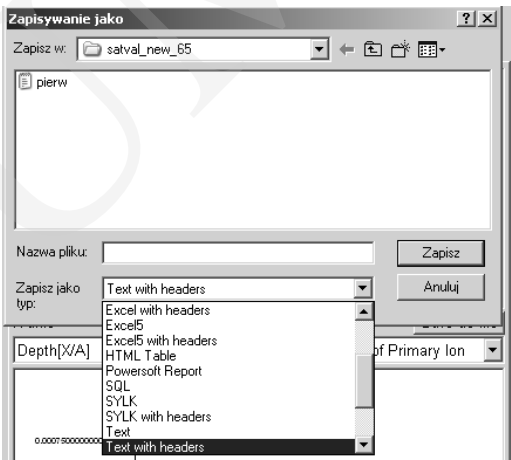 Zapisywanie jako
Zapisz w: satval_new_65
pierw
Nazwa pliku: Zapisz
Zapisz jako typ: Text with headers Anuluj
Excel with headers
Excel5
Excel5 with headers
HTML Table
Powersoft Report
SQL
SYLK
SYLK with headers
Text
Text with headers
Depth[X/A] of Primary Ion